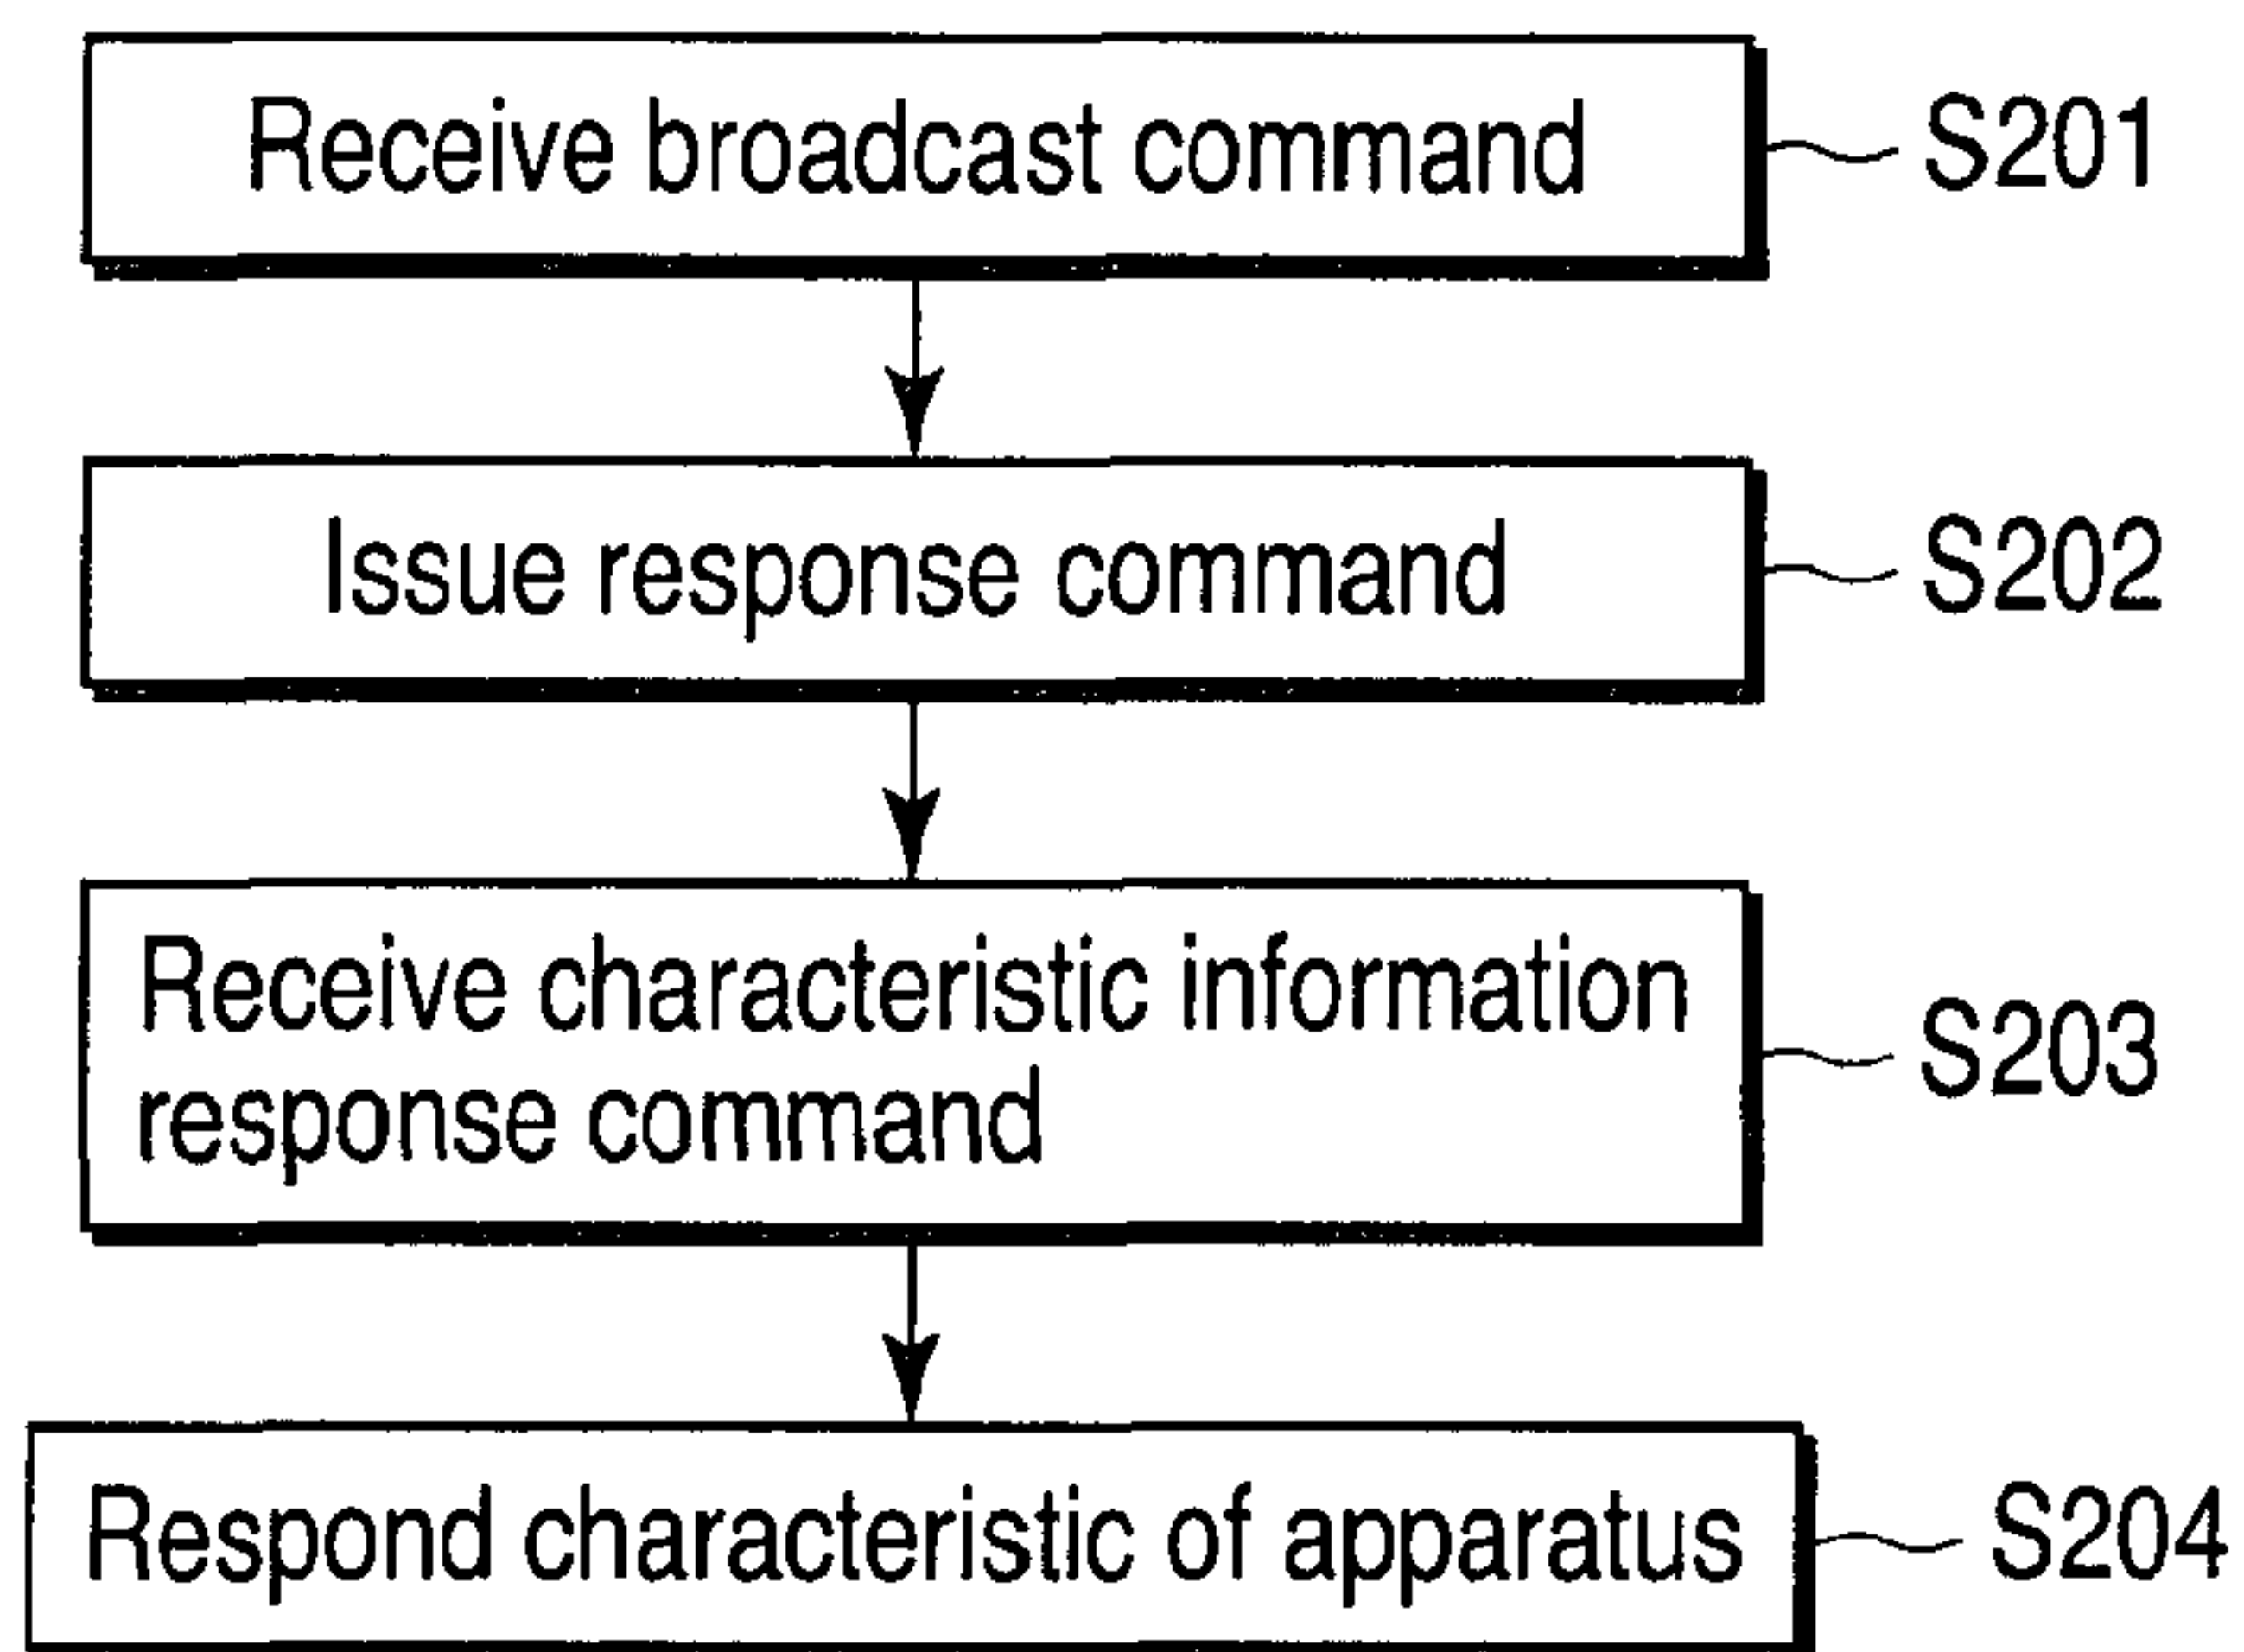 Receive broadcast command S201
Issue response command S202
Receive characteristic information
response command S203
Respond characteristic of apparatus S204